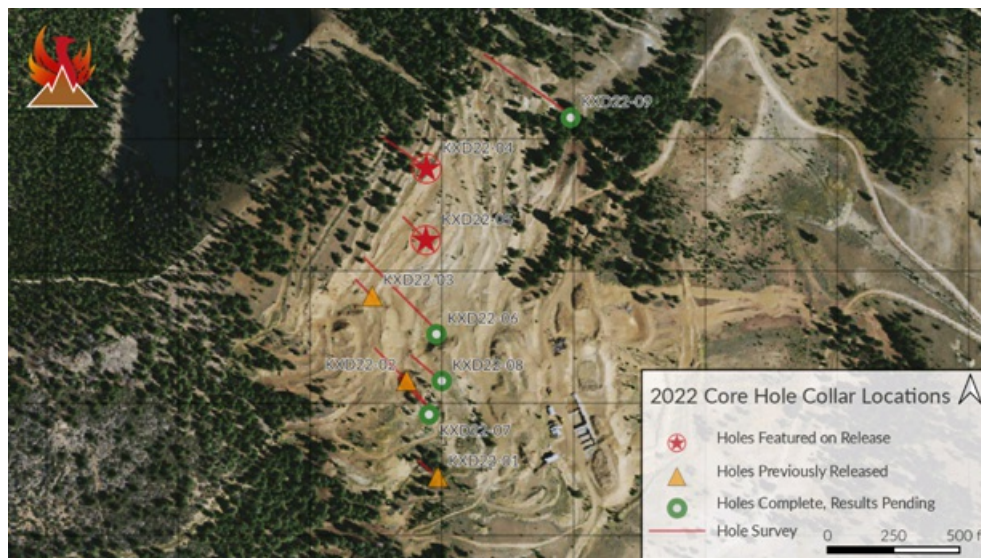 KXD22-09
KXD22-04
KXD22-05
KXD22-03
KXD22-06
KXD22-02
KXD22-08
KXD22-07
KXD22-01
2022 Core Hole Collar Locations
Holes Featured on Release
Holes Previously Released
Holes Complete, Results Pending
Hole Survey
0 250 500 f